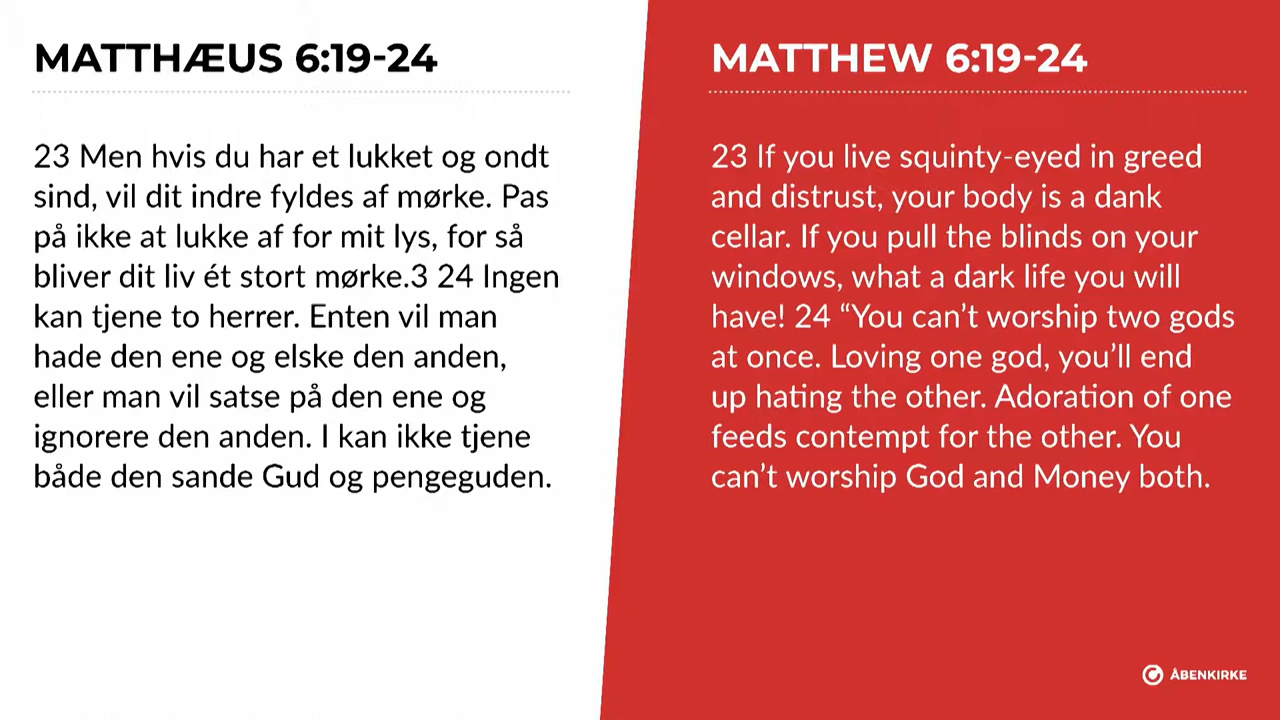 MATTHÆUS 6:19-24
23 Men hvis du har et lukket og ondt
sind, vil dit indre fyldes af mørke. Pas
på ikke at lukke af for mit lys, for så
bliver dit liv ét stort mørke.3 24 Ingen
kan tjene to herrer. Enten vil man
hade den ene og elske den anden,
eller man vil satse på den ene og
ignorere den anden. I kan ikke tjene
både den sande Gud og pengeguden.
MATTHEW 6:19-24
23 If you live squinty-eyed in greed
and distrust, your body is a dank
cellar. If you pull the blinds on your
windows, what a dark life you will
have! 24 “You can’t worship two gods
at once. Loving one god, you’ll end
up hating the other. Adoration of one
feeds contempt for the other. You
can’t worship God and Money both.
ÅBENKIRKE